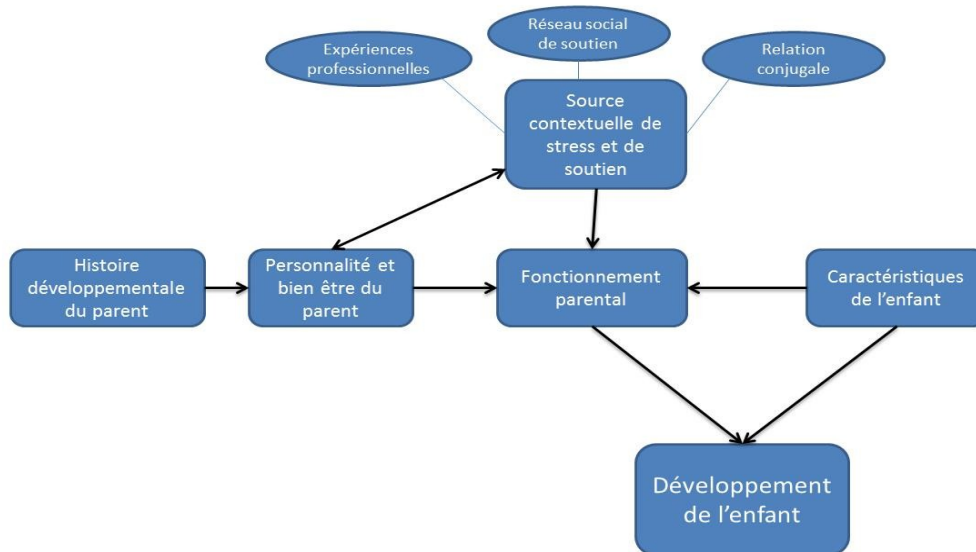 Expériences
professionnelles
Réseau social
de soutien
Relation
conjugale
Source
contextuelle de
stress et de
soutien
Histoire
développementale
du parent
Personnalité et
bien être du
parent
Fonctionnement
parental
Caractéristiques
de l'enfant
Développement
de l'enfant